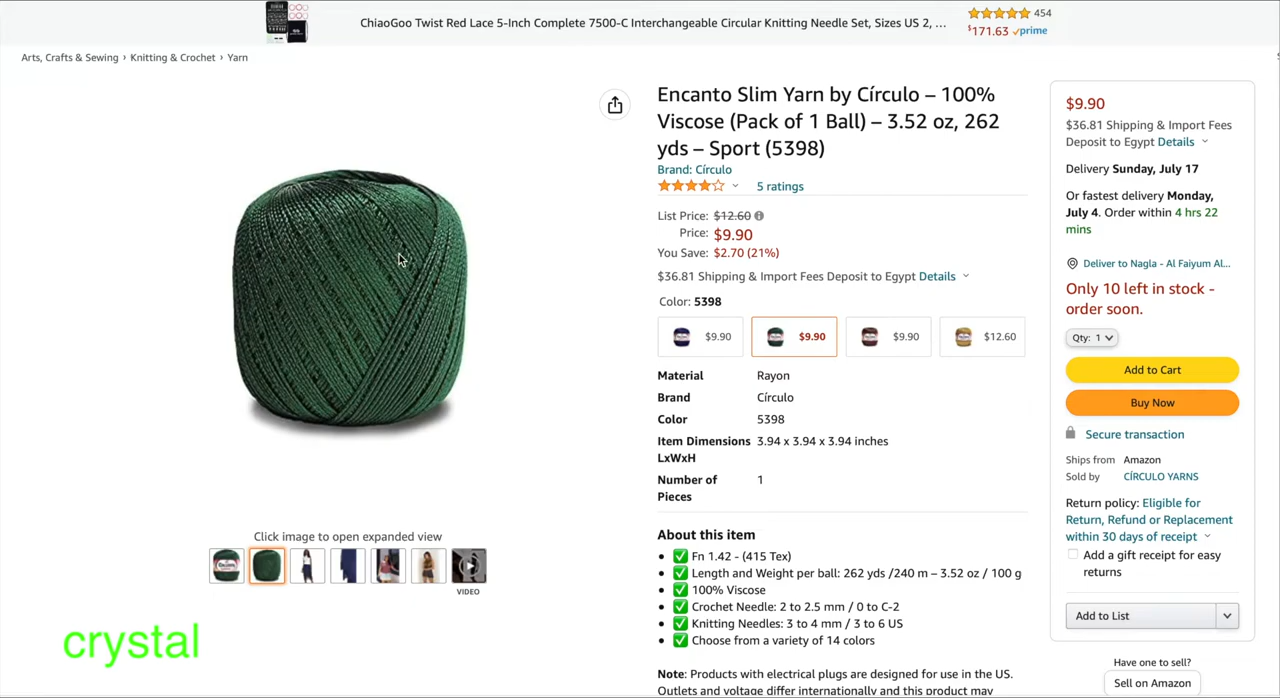 ChiaoGoo Twist Red Lace 5-Inch Complete 7500-C Interchangeable Circular Knitting Needle Set, Sizes US 2, ...
454
$171.63 prime
Arts, Crafts & Sewing › Knitting & Crochet › Yarn
Encanto Slim Yarn by Círculo – 100%
Viscose (Pack of 1 Ball) – 3.52 oz, 262
yds – Sport (5398)
Brand: Círculo
5 ratings
List Price: $12.60
Price: $9.90
You Save: $2.70 (21%)
$36.81 Shipping & Import Fees Deposit to Egypt Details
Color: 5398
$9.90 $9.90 $9.90 $12.60
Material Rayon
Brand Círculo
Color 5398
Item Dimensions 3.94 x 3.94 x 3.94 inches
LxWxH
Number of 1
Pieces
About this item
Fn 1.42 - (415 Tex)
Length and Weight per ball: 262 yds /240 m – 3.52 oz / 100 g
100% Viscose
Crochet Needle: 2 to 2.5 mm / 0 to C-2
Knitting Needles: 3 to 4 mm / 3 to 6 US
Choose from a variety of 14 colors
Note: Products with electrical plugs are designed for use in the US.
Outlets and voltage differ internationally and this product may
$9.90
$36.81 Shipping & Import Fees
Deposit to Egypt Details
Delivery Sunday, July 17
Or fastest delivery Monday,
July 4. Order within 4 hrs 22
mins
Deliver to Nagla - Al Faiyum Al...
Only 10 left in stock -
order soon.
Qty: 1
Add to Cart
Buy Now
Secure transaction
Ships from Amazon
Sold by CÍRCULO YARNS
Return policy: Eligible for
Return, Refund or Replacement
within 30 days of receipt
Add a gift receipt for easy
returns
Add to List
Have one to sell?
Sell on Amazon
Click image to open expanded view
VIDEO
crystal